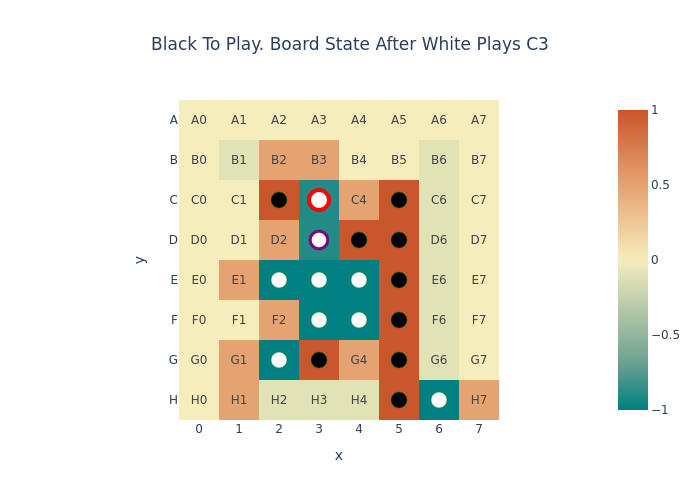 Black To Play. Board State After White Plays C3
A A0 A1 A2 A3 A4 A5 A6 A7
B B0 B1 B2 B3 B4 B5 B6 B7
C C0 C1 C4 C6 C7
D D0 D1 D2 D6 D7
E E0 E1 E6 E7
F F0 F1 F2 F6 F7
G G0 G1 G4 G6 G7
H H0 H1 H2 H3 H4 H7
0 1 2 3 4 5 6 7
x
y
1
0.5
0
−0.5
−1